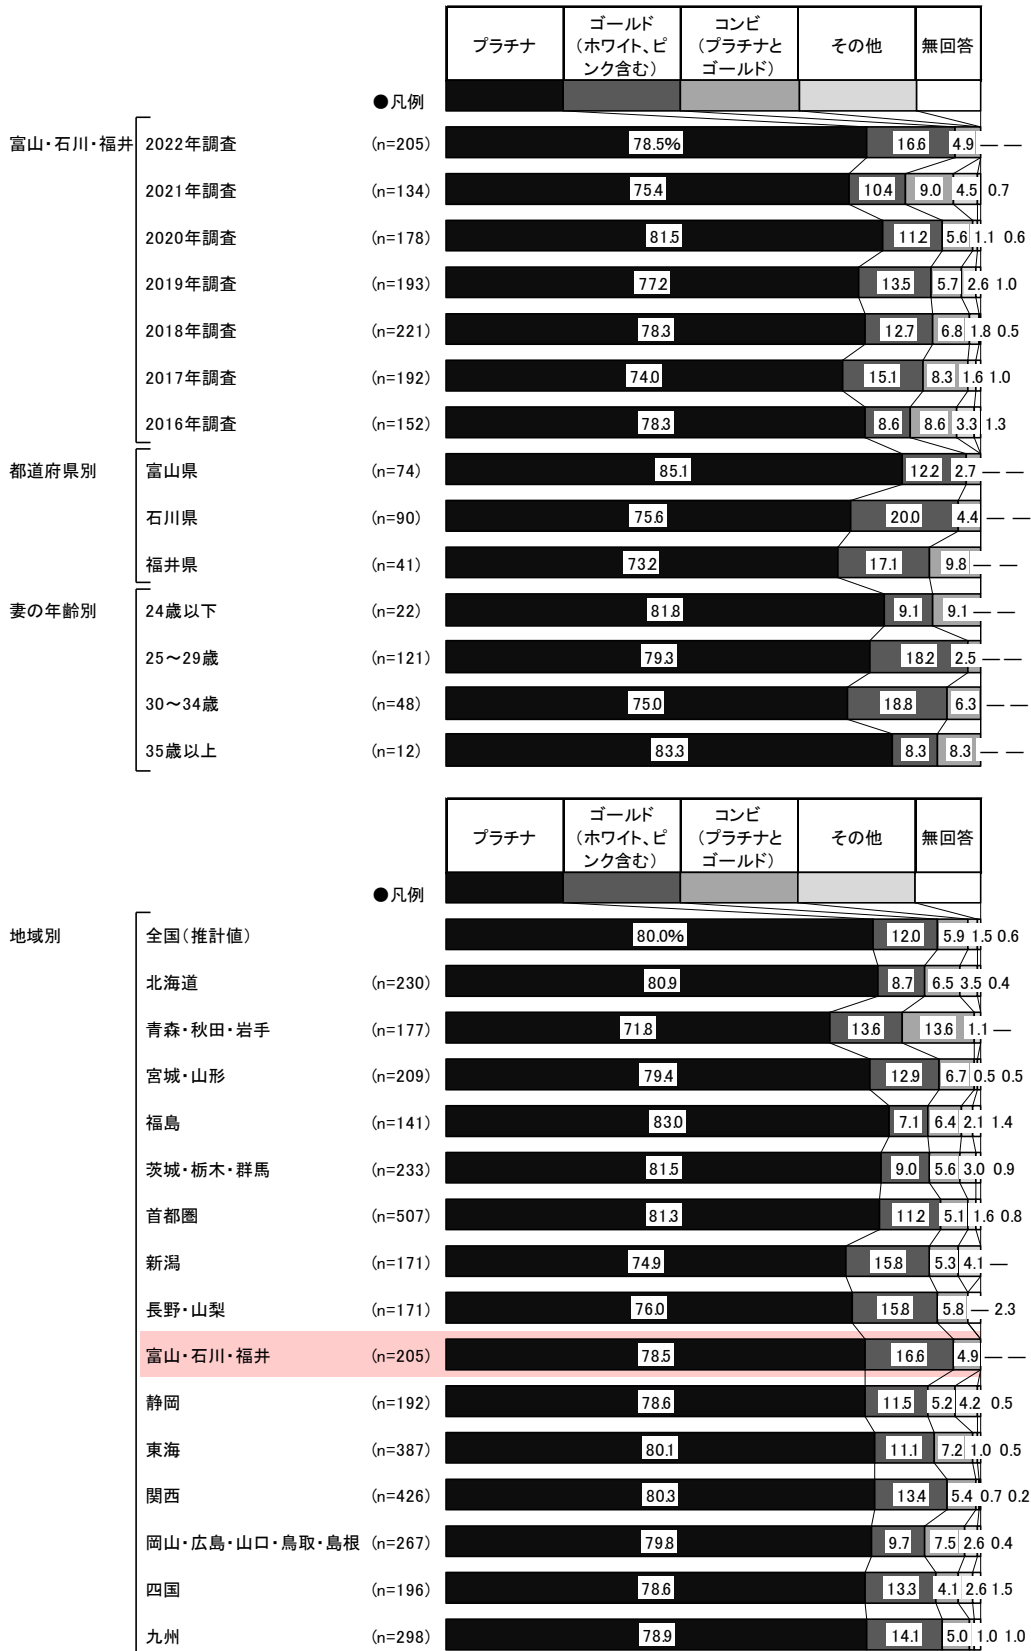 プラチナ
ゴールド
（ホワイト、ピ
ンク含む）
コンビ
（プラチナと
ゴールド）
その他
無回答
●凡例
富山・石川・福井 2022年調査 (n=205) 78.5% 16.6 4.9 — —
2021年調査 (n=134) 75.4 10.4 9.0 4.5 0.7
2020年調査 (n=178) 81.5 11.2 5.6 1.1 0.6
2019年調査 (n=193) 77.2 13.5 5.7 2.6 1.0
2018年調査 (n=221) 78.3 12.7 6.8 1.8 0.5
2017年調査 (n=192) 74.0 15.1 8.3 1.6 1.0
2016年調査 (n=152) 78.3 8.6 8.6 3.3 1.3
都道府県別 富山県 (n=74) 85.1 12.2 2.7 — —
石川県 (n=90) 75.6 20.0 4.4 — —
福井県 (n=41) 73.2 17.1 9.8 — —
妻の年齢別 24歳以下 (n=22) 81.8 9.1 9.1 — —
25～29歳 (n=121) 79.3 18.2 2.5 — —
30～34歳 (n=48) 75.0 18.8 6.3 — —
35歳以上 (n=12) 83.3 8.3 8.3 — —
プラチナ
ゴールド
（ホワイト、ピ
ンク含む）
コンビ
（プラチナと
ゴールド）
その他
無回答
●凡例
地域別 全国（推計値） 80.0% 12.0 5.9 1.5 0.6
北海道 (n=230) 80.9 8.7 6.5 3.5 0.4
青森・秋田・岩手 (n=177) 71.8 13.6 13.6 1.1 —
宮城・山形 (n=209) 79.4 12.9 6.7 0.5 0.5
福島 (n=141) 83.0 7.1 6.4 2.1 1.4
茨城・栃木・群馬 (n=233) 81.5 9.0 5.6 3.0 0.9
首都圏 (n=507) 81.3 11.2 5.1 1.6 0.8
新潟 (n=171) 74.9 15.8 5.3 4.1 —
長野・山梨 (n=171) 76.0 15.8 5.8 — 2.3
富山・石川・福井 (n=205) 78.5 16.6 4.9 — —
静岡 (n=192) 78.6 11.5 5.2 4.2 0.5
東海 (n=387) 80.1 11.1 7.2 1.0 0.5
関西 (n=426) 80.3 13.4 5.4 0.7 0.2
岡山・広島・山口・鳥取・島根 (n=267) 79.8 9.7 7.5 2.6 0.4
四国 (n=196) 78.6 13.3 4.1 2.6 1.5
九州 (n=298) 78.9 14.1 5.0 1.0 1.0